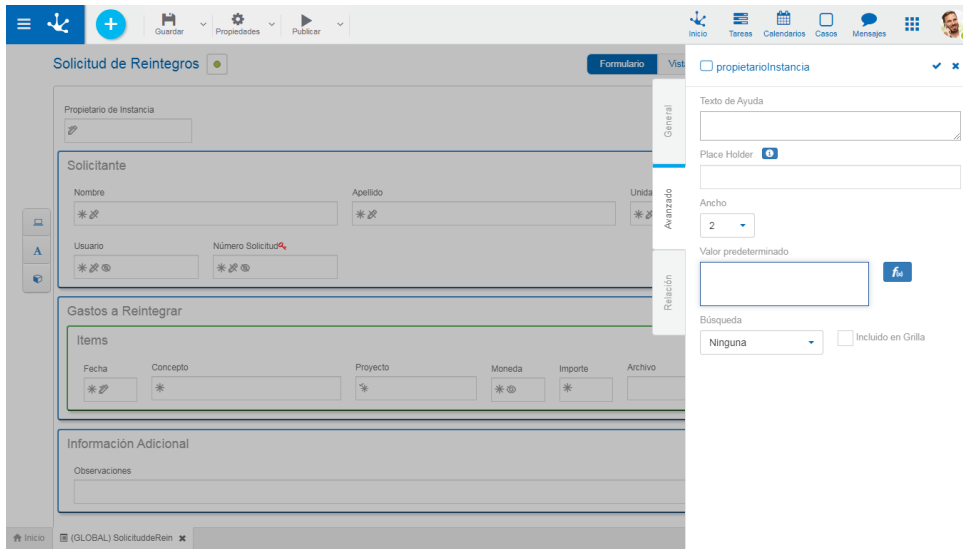 Guardar
Propiedades
Publicar
Inicio
Tareas
Calendarios
Casos
Mensajes
Solicitud de Reintegros
Formulario
Vist
propietarioInstancia
Propietario de Instancia
General
Texto de Ayuda
Place Holder
Solicitante
Nombre
Apellido
Unida
Avanzado
Ancho
2
A
Usuario
Número Solicitud
Valor predeterminado
f(x)
Relación
Gastos a Reintegrar
Items
Búsqueda
Ninguna
Incluido en Grilla
Fecha
Concepto
Proyecto
Moneda
Importe
Archivo
Información Adicional
Observaciones
Inicio
(GLOBAL) SolicituddeRein